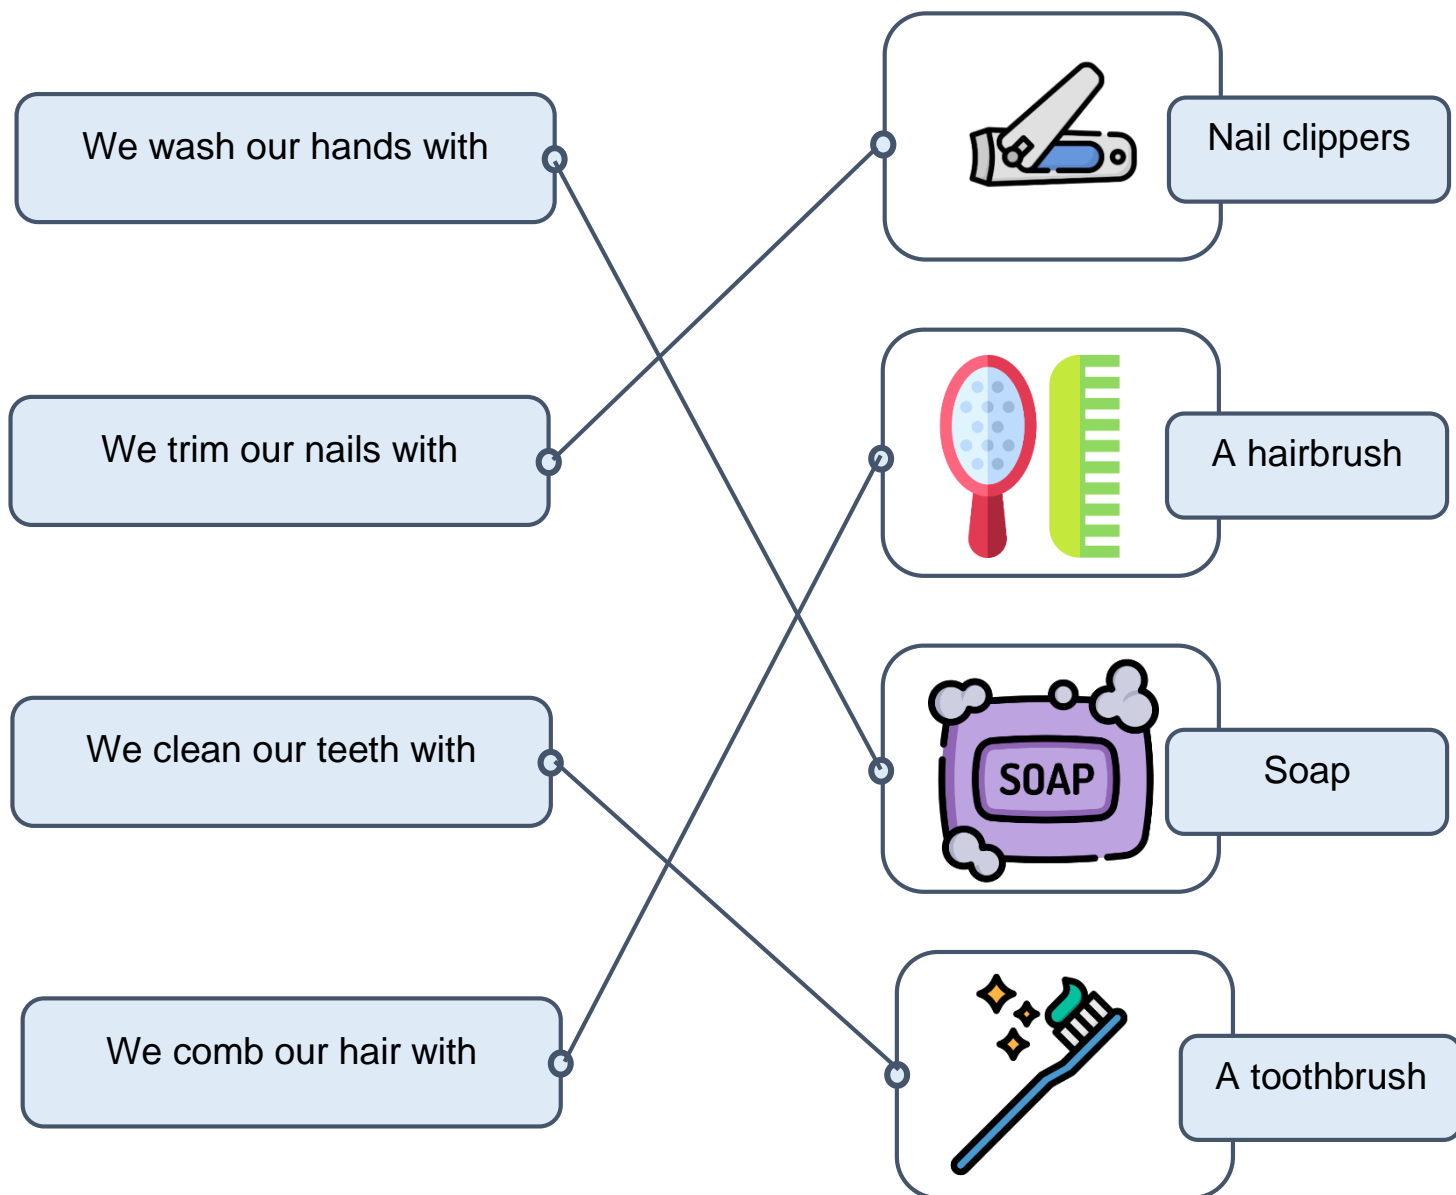 We wash our hands with
Nail clippers
We trim our nails with
A hairbrush
We clean our teeth with
SOAP
Soap
We comb our hair with
A toothbrush